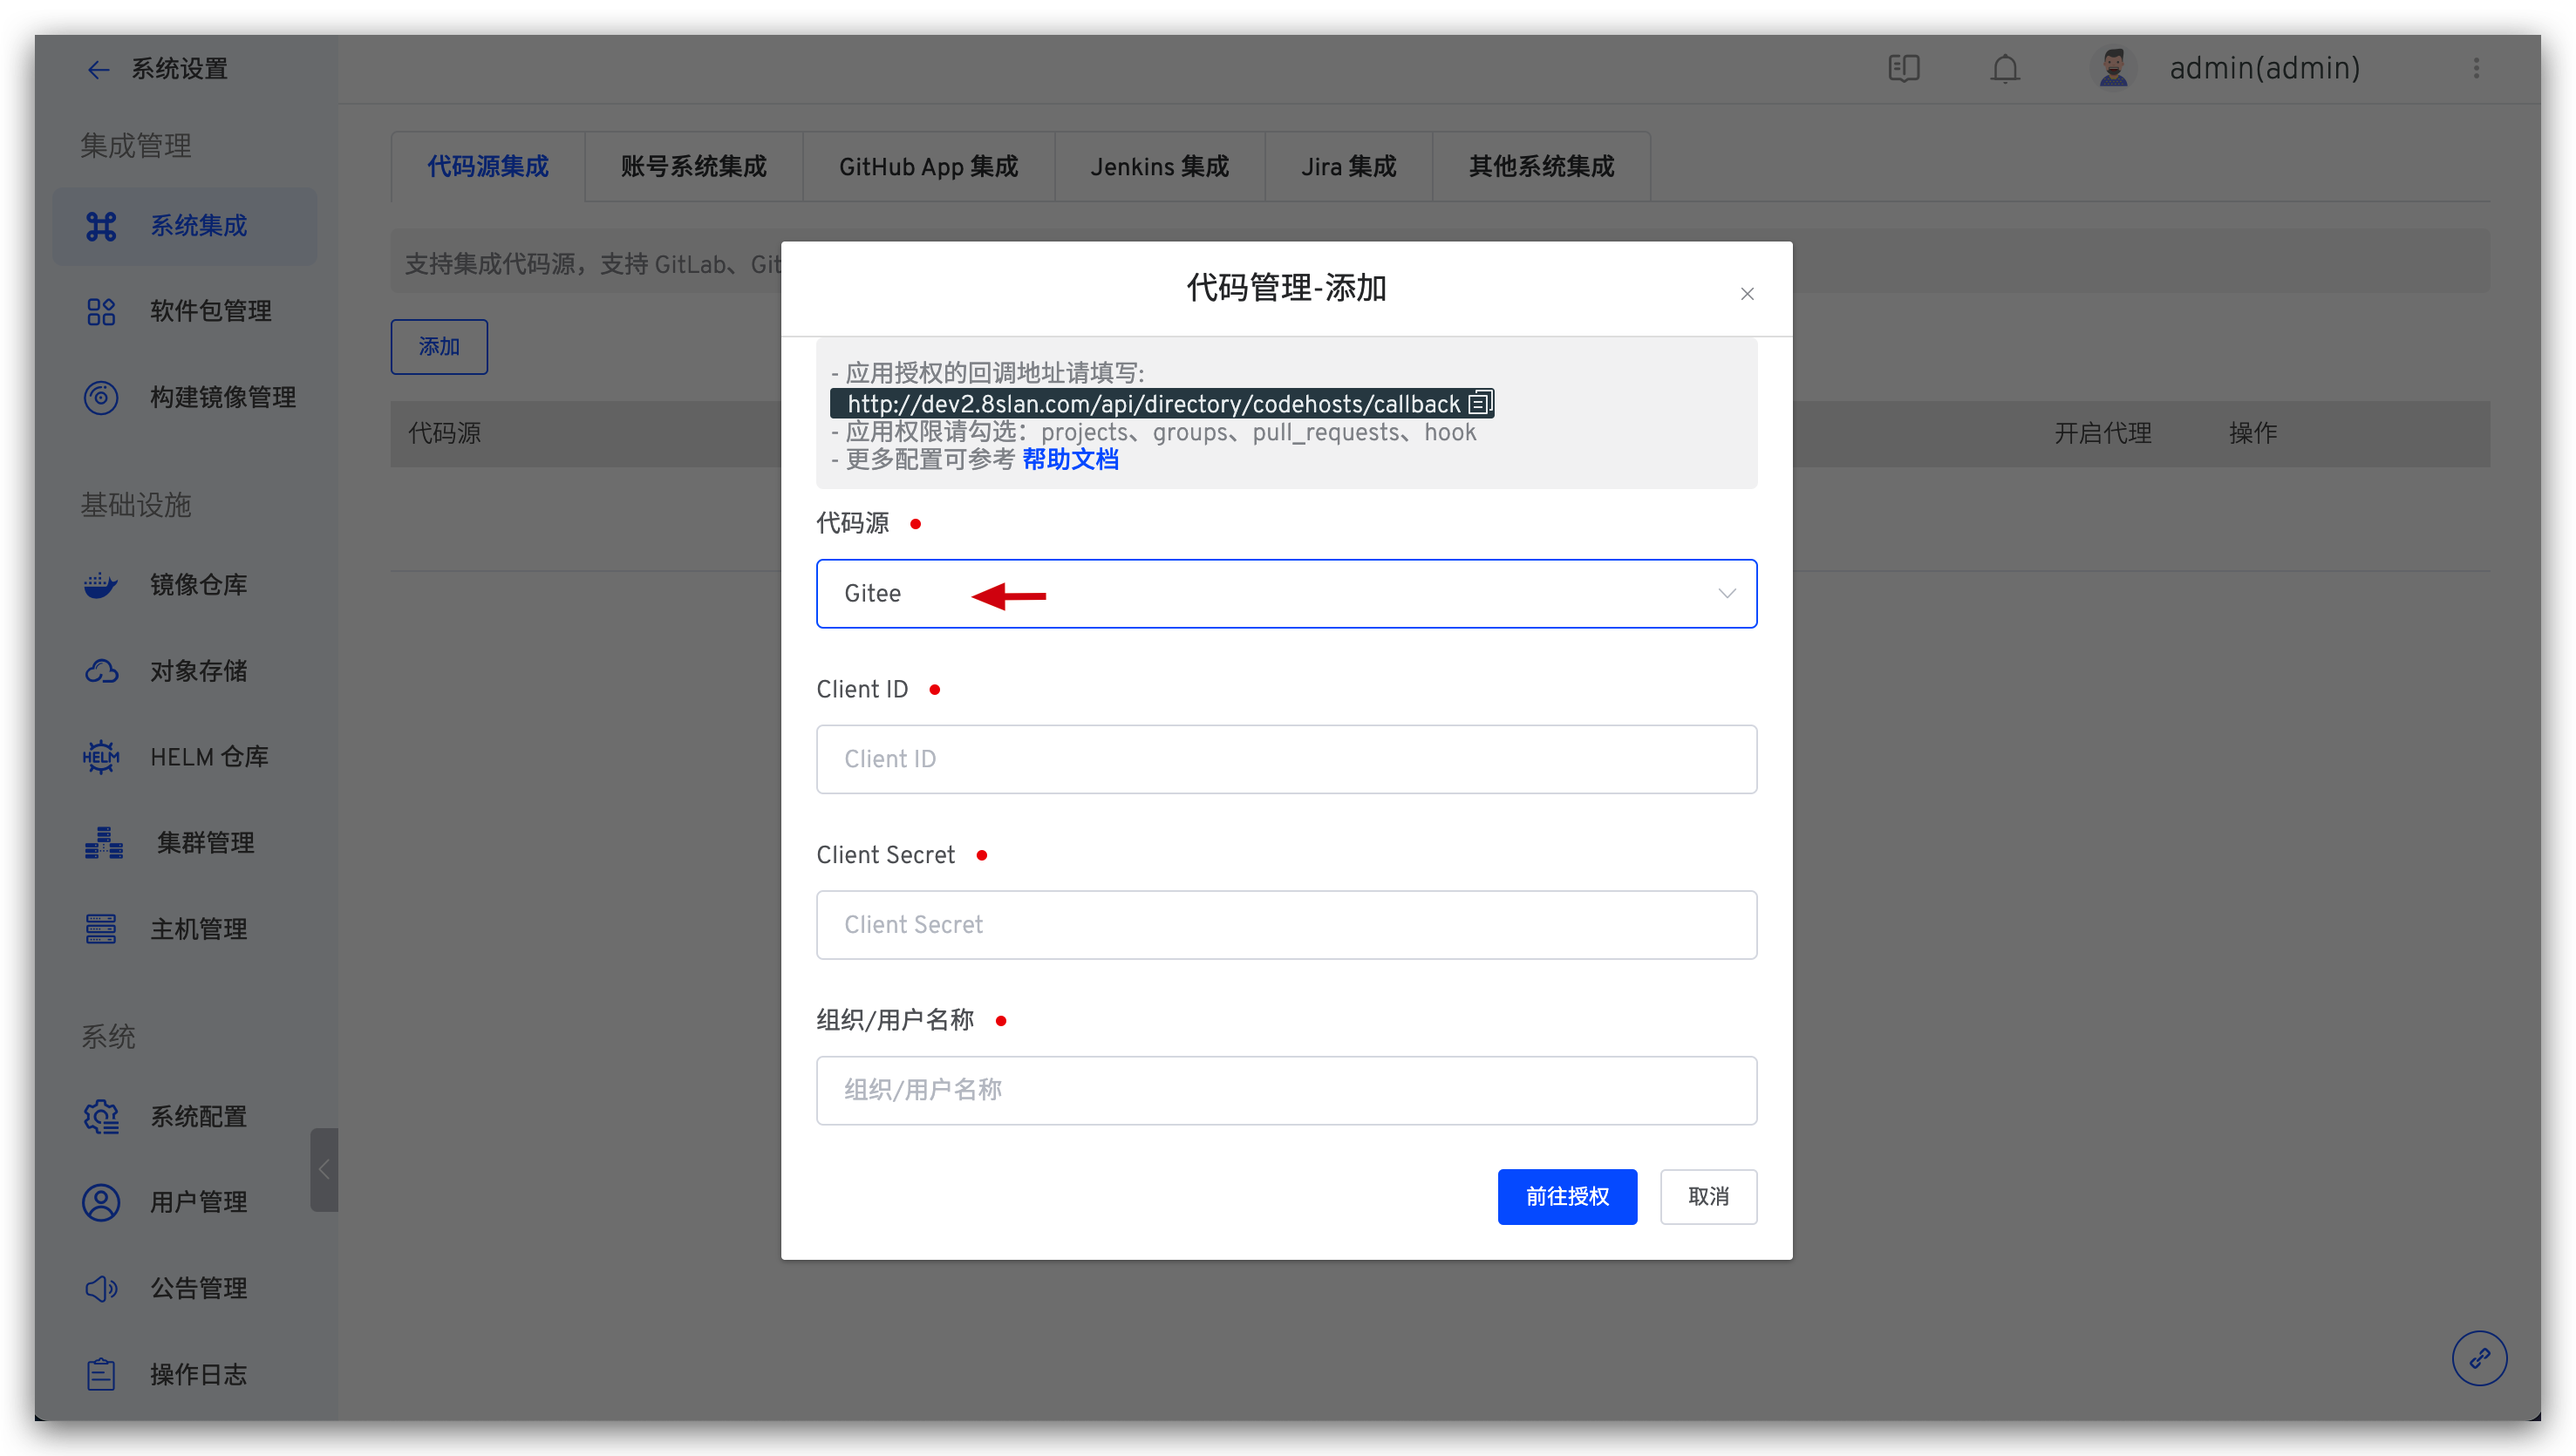 系统设置
admin(admin)
集成管理
系统集成
软件包管理
构建镜像管理
基础设施
镜像仓库
对象存储
HELM
HELM 仓库
集群管理
主机管理
系统
系统配置
用户管理
公告管理
操作日志
代码源集成
账号系统集成
GitHub App 集成
Jenkins 集成
Jira 集成
其他系统集成
支持集成代码源，支持 GitLab、Git
添加
代码源
开启代理
操作
代码管理-添加
- 应用授权的回调地址请填写:
http://dev2.8slan.com/api/directory/codehosts/callback
- 应用权限请勾选：projects、groups、pull_requests、hook
- 更多配置可参考 帮助文档
代码源
Gitee
Client ID
Client ID
Client Secret
Client Secret
组织/用户名称
组织/用户名称
前往授权
取消